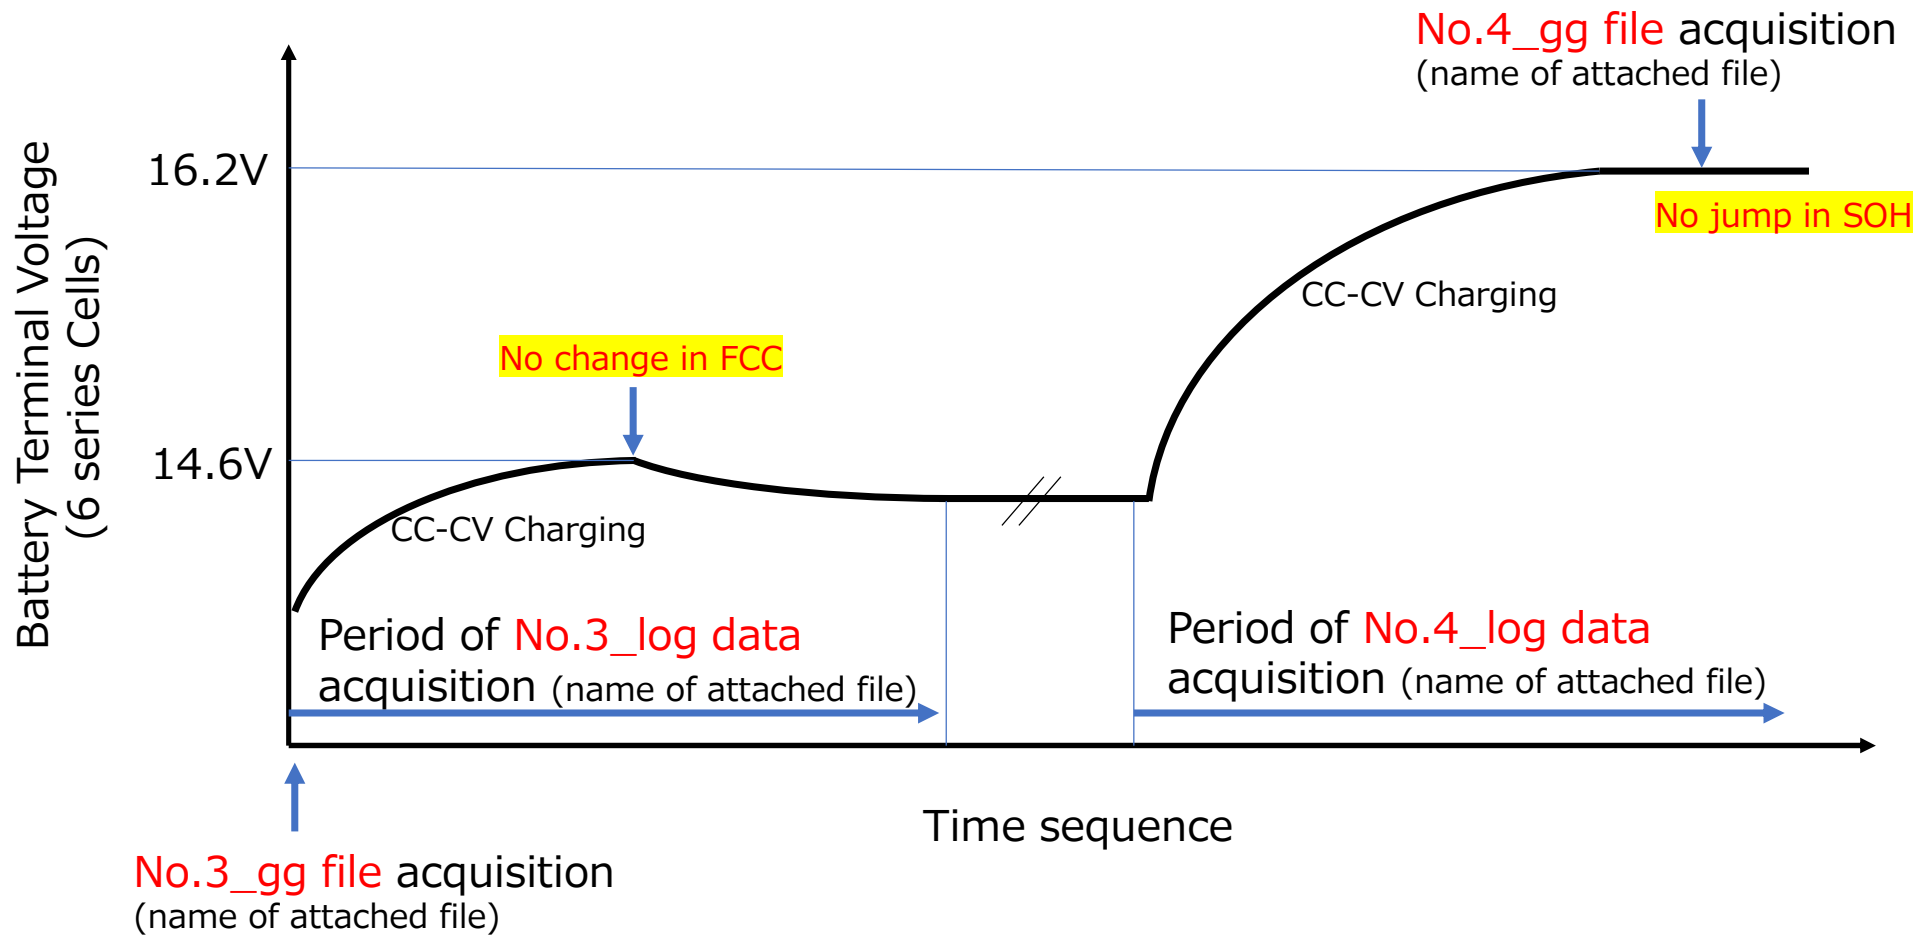 No.4_gg file acquisition
(name of attached file)
Battery Terminal Voltage
(6 series Cells)
16.2V
No jump in SOH
CC-CV Charging
No change in FCC
14.6V
CC-CV Charging
Period of No.3_log data
acquisition (name of attached file)
Period of No.4_log data
acquisition (name of attached file)
Time sequence
No.3_gg file acquisition
(name of attached file)